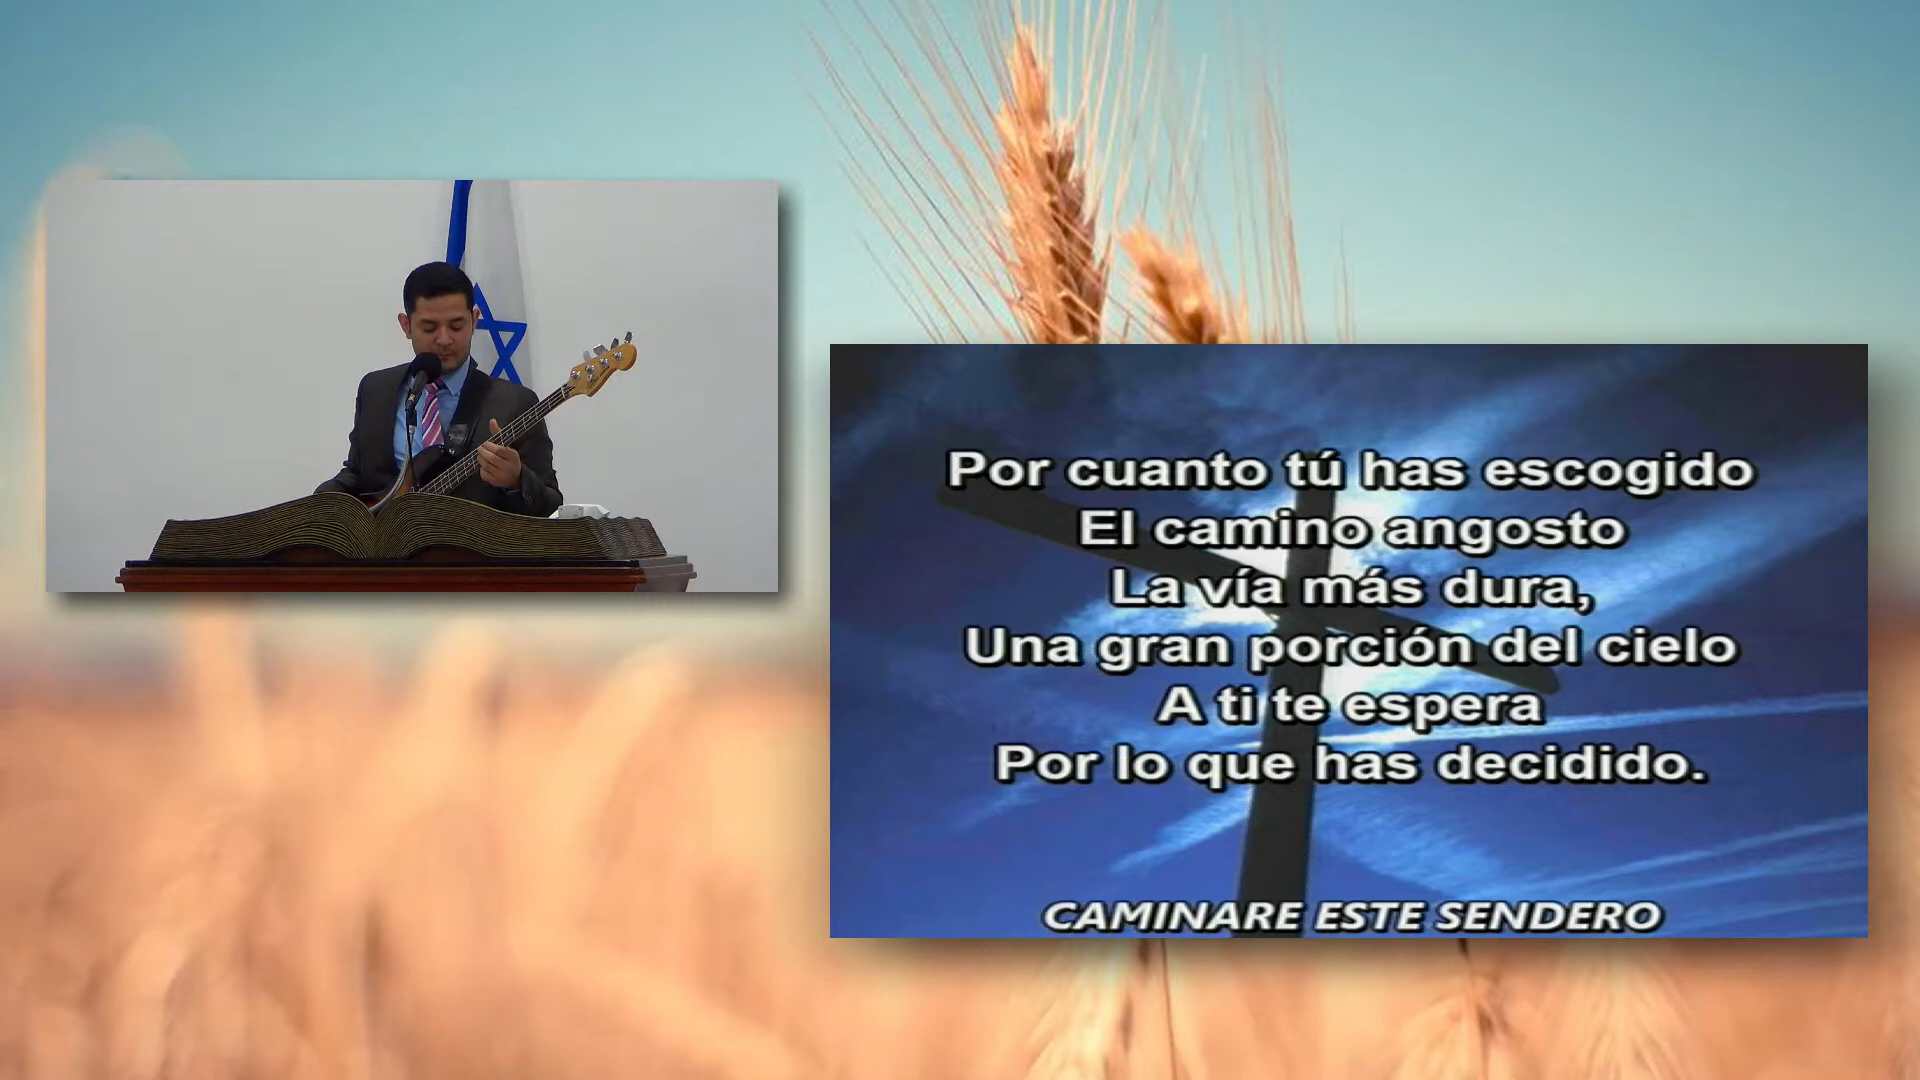 Por cuanto tú has escogido
El camino angosto
La vía más dura,
Una gran porción del cielo
A ti te espera
Por lo que has decidido.
CAMINARE ESTE SENDERO